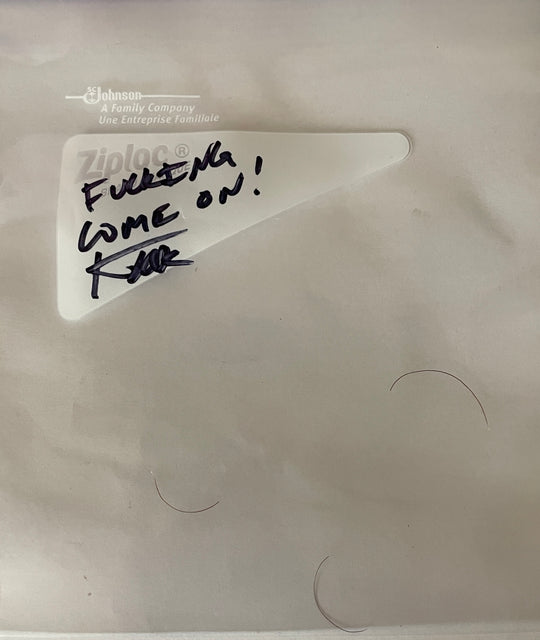 SC Johnson
A Family Company
Une Entreprise Familiale
Ziploc®
FUCKING
COME ON!